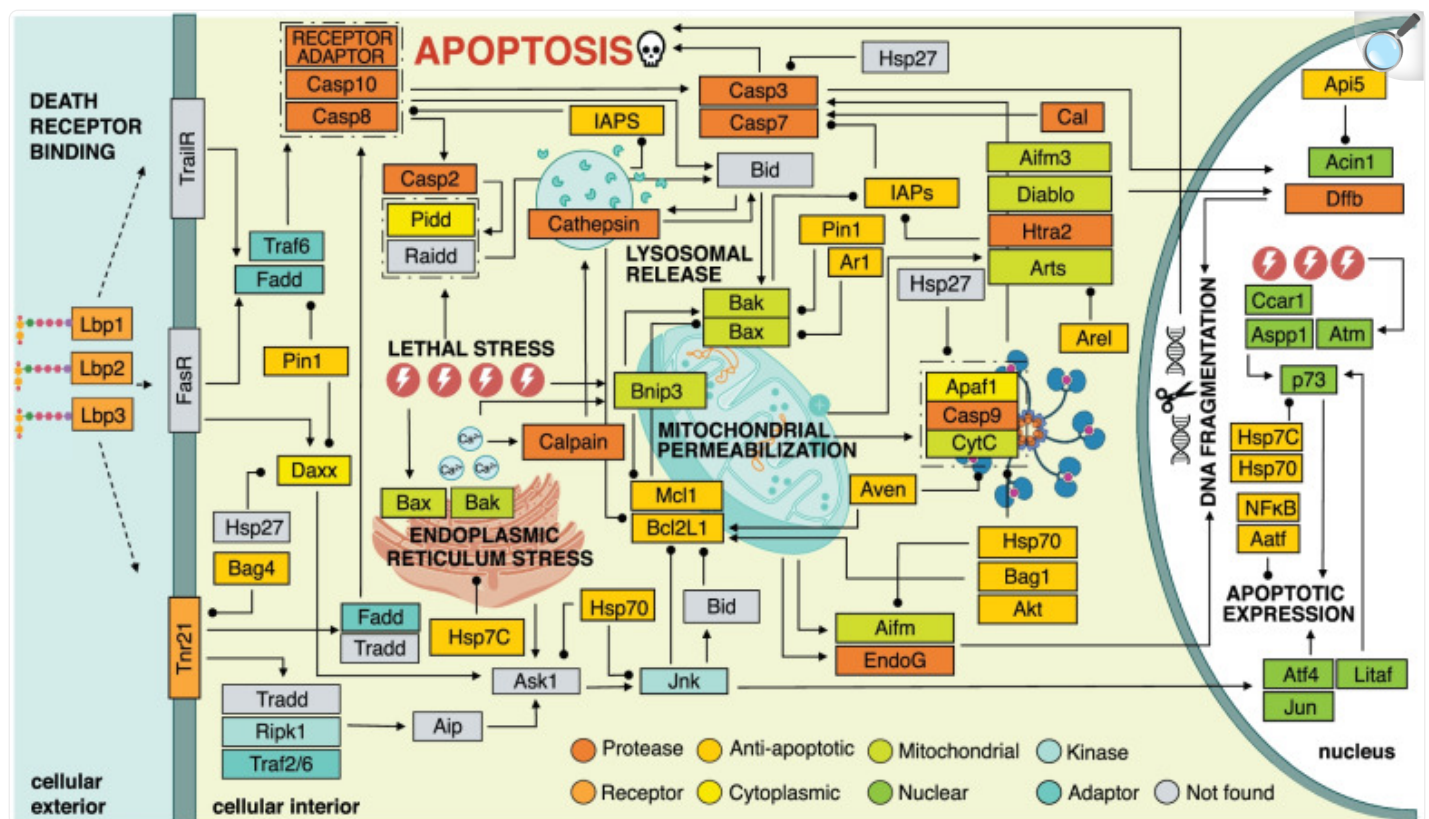 DEATH
RECEPTOR
BINDING
Lbp1
Lbp2
Lbp3
cellular
exterior
TrailR
FasR
Tnr21
RECEPTOR
ADAPTOR
Casp10
Casp8
APOPTOSIS
Hsp27
Casp3
Casp7
Cal
IAPS
Casp2
Pidd
Raidd
Cathepsin
Bid
IAPs
Aifm3
Diablo
Htra2
Arts
LYSOSOMAL
RELEASE
Pin1
Ar1
Hsp27
Arel
Traf6
Fadd
Pin1
Daxx
Hsp27
Bag4
LETHAL STRESS
Bak
Bax
Bnip3
Ca²⁺
Ca²⁺
Ca²⁺
Calpain
MITOCHONDRIAL
PERMEABILIZATION
Apaf1
Casp9
CytC
Bax
Bak
ENDOPLASMIC
RETICULUM STRESS
Mcl1
Bcl2L1
Aven
Hsp70
Bag1
Akt
Fadd
Tradd
Hsp7C
Hsp70
Bid
Aifm
EndoG
Ask1
Jnk
Tradd
Ripk1
Traf2/6
Aip
cellular interior
Api5
Acin1
Dffb
DNA FRAGMENTATION
Ccar1
Aspp1
Atm
p73
Hsp7C
Hsp70
NFκB
Aatf
APOPTOTIC
EXPRESSION
Atf4
Litaf
Jun
nucleus
Protease
Anti-apoptotic
Mitochondrial
Kinase
Receptor
Cytoplasmic
Nuclear
Adaptor
Not found